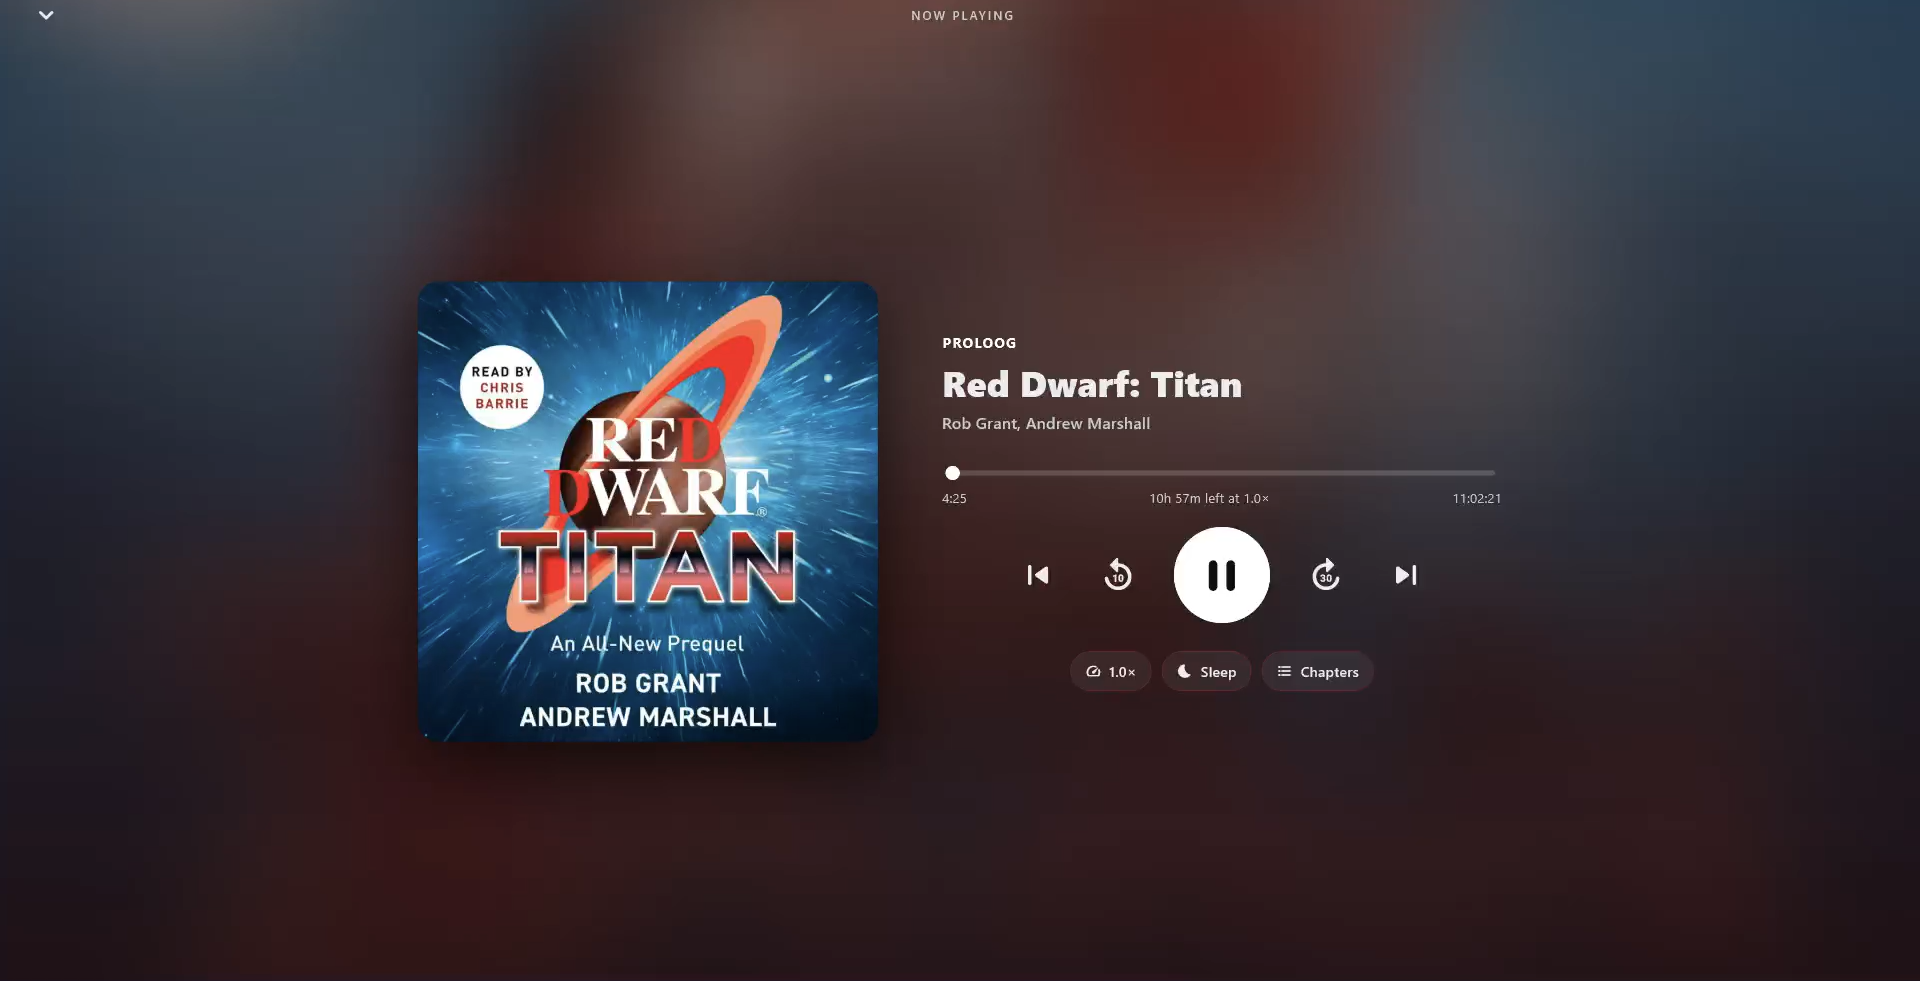 NOW PLAYING
READ BY
CHRIS
BARRIE
RED
DWARF®
TITAN
An All-New Prequel
ROB GRANT
ANDREW MARSHALL
PROLOOG
Red Dwarf: Titan
Rob Grant, Andrew Marshall
4:25 10h 57m left at 1.0× 11:02:21
10 30
1.0× Sleep Chapters